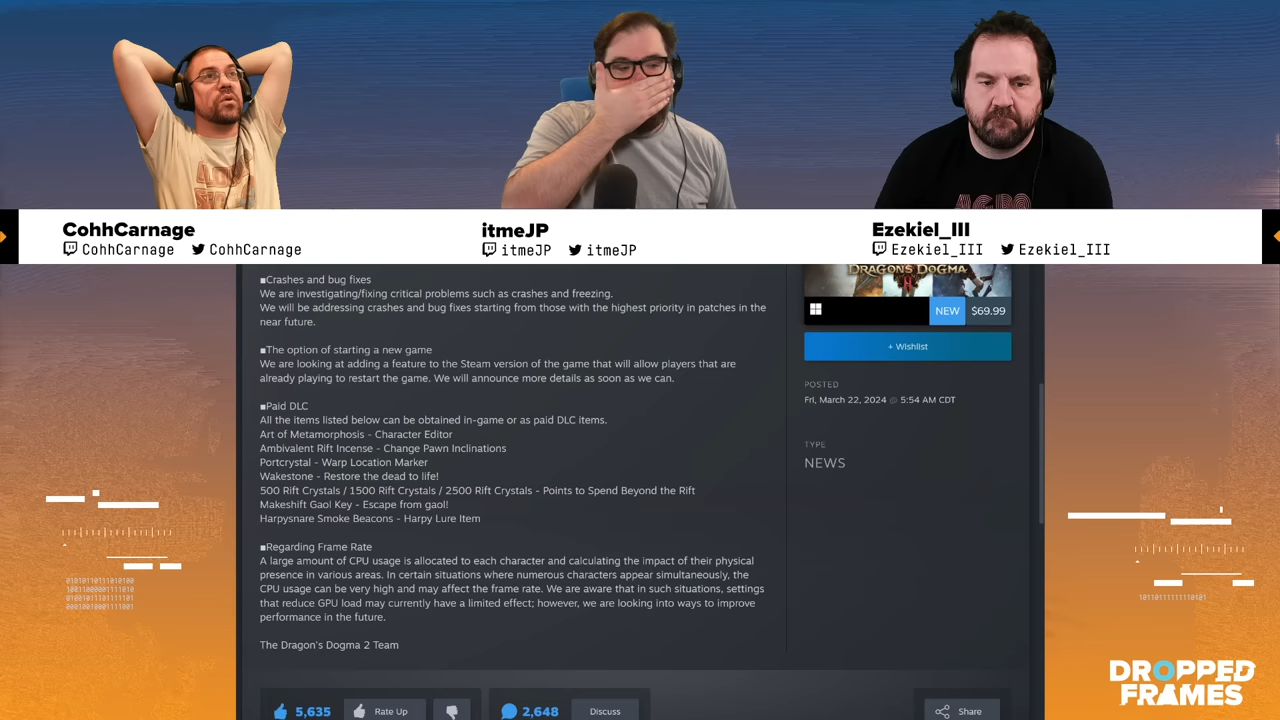 CohhCarnage
CohhCarnage CohhCarnage
itmeJP
itmeJP itmeJP
Ezekiel_III
Ezekiel_III Ezekiel_III
■Crashes and bug fixes
We are investigating/fixing critical problems such as crashes and freezing.
We will be addressing crashes and bug fixes starting from those with the highest priority in patches in the
near future.
■The option of starting a new game
We are looking at adding a feature to the Steam version of the game that will allow players that are
already playing to restart the game. We will announce more details as soon as we can.
■Paid DLC
All the items listed below can be obtained in-game or as paid DLC items.
Art of Metamorphosis - Character Editor
Ambivalent Rift Incense - Change Pawn Inclinations
Portcrystal - Warp Location Marker
Wakestone - Restore the dead to life!
500 Rift Crystals / 1500 Rift Crystals / 2500 Rift Crystals - Points to Spend Beyond the Rift
Makeshift Gaol Key - Escape from gaol!
Harpysnare Smoke Beacons - Harpy Lure Item
■Regarding Frame Rate
A large amount of CPU usage is allocated to each character and calculating the impact of their physical
presence in various areas. In certain situations where numerous characters appear simultaneously, the
CPU usage can be very high and may affect the frame rate. We are aware that in such situations, settings
that reduce GPU load may currently have a limited effect; however, we are looking into ways to improve
performance in the future.
The Dragon's Dogma 2 Team
5,635 Rate Up
2,648 Discuss
Share
DRAGON'S DOGMA
NEW $69.99
+ Wishlist
POSTED
Fri, March 22, 2024 @ 5:54 AM CDT
TYPE
NEWS
DROPPED
FRAMES